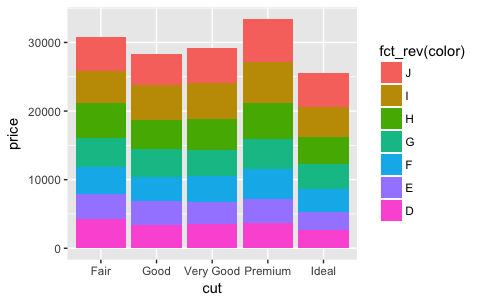 30000
20000
10000
0
price
Fair Good Very Good Premium Ideal
cut
fct_rev(color)
J
I
H
G
F
E
D